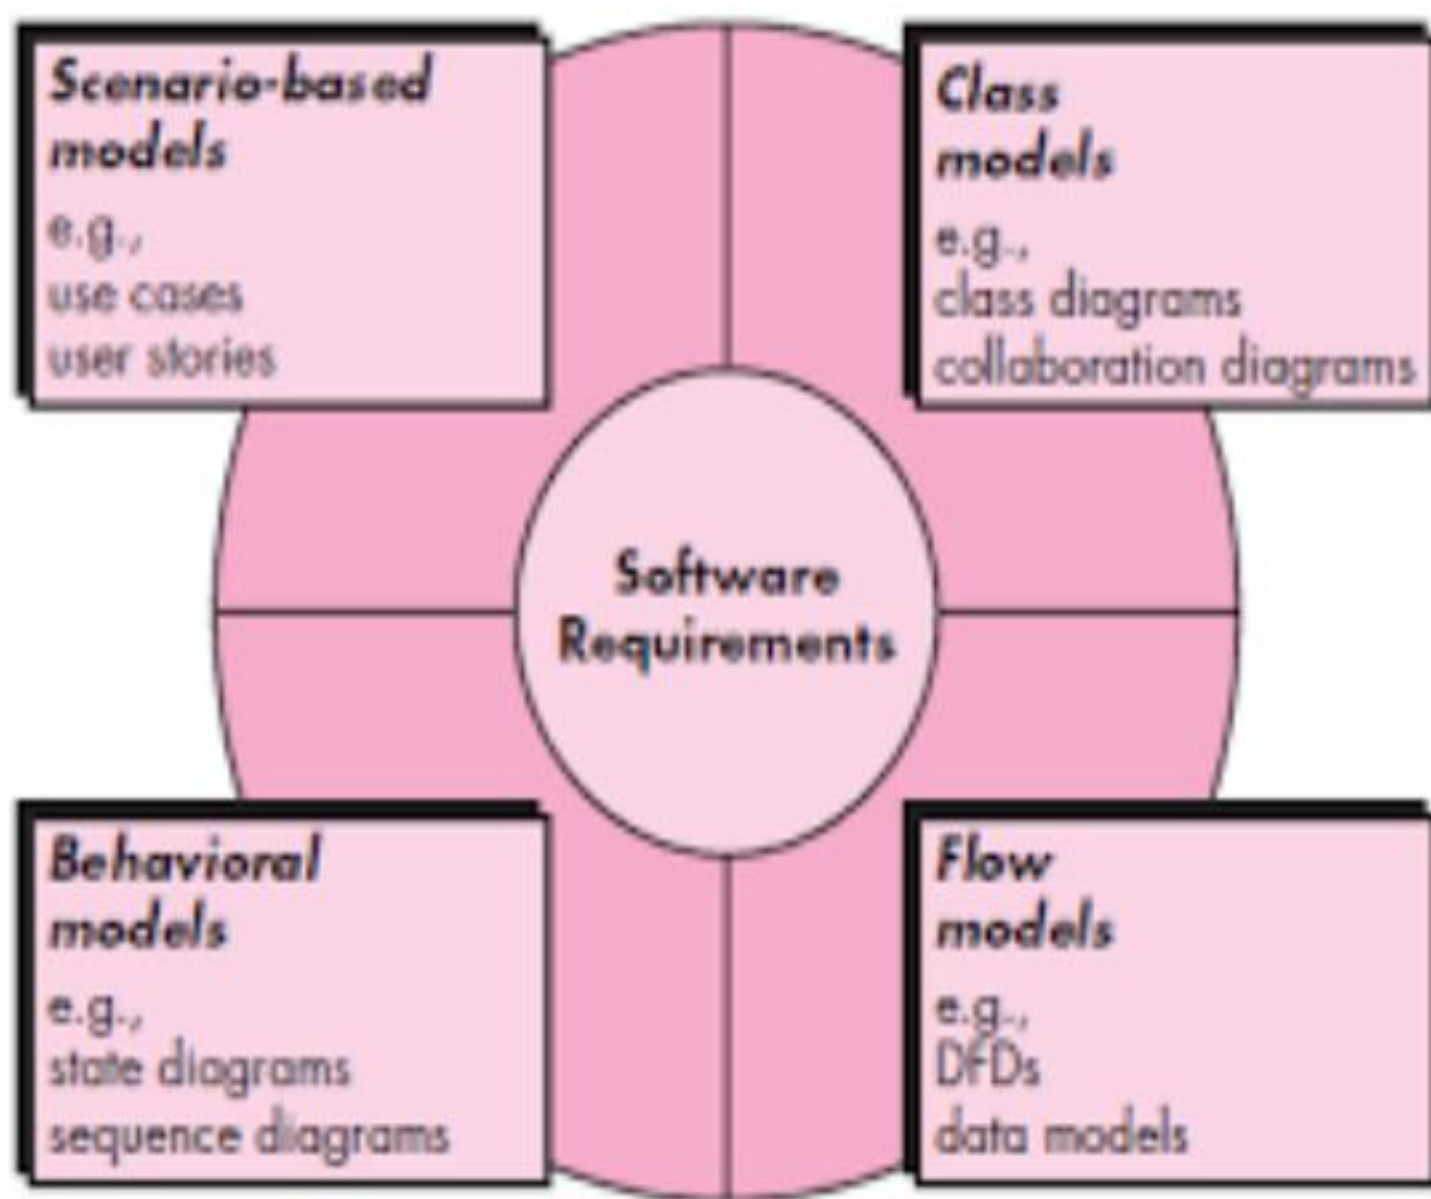 Scenario-based
models
e.g.,
use cases
user stories
Class
models
e.g.,
class diagrams
collaboration diagrams
Software
Requirements
Behavioral
models
e.g.,
state diagrams
sequence diagrams
Flow
models
e.g.,
DFDs
data models